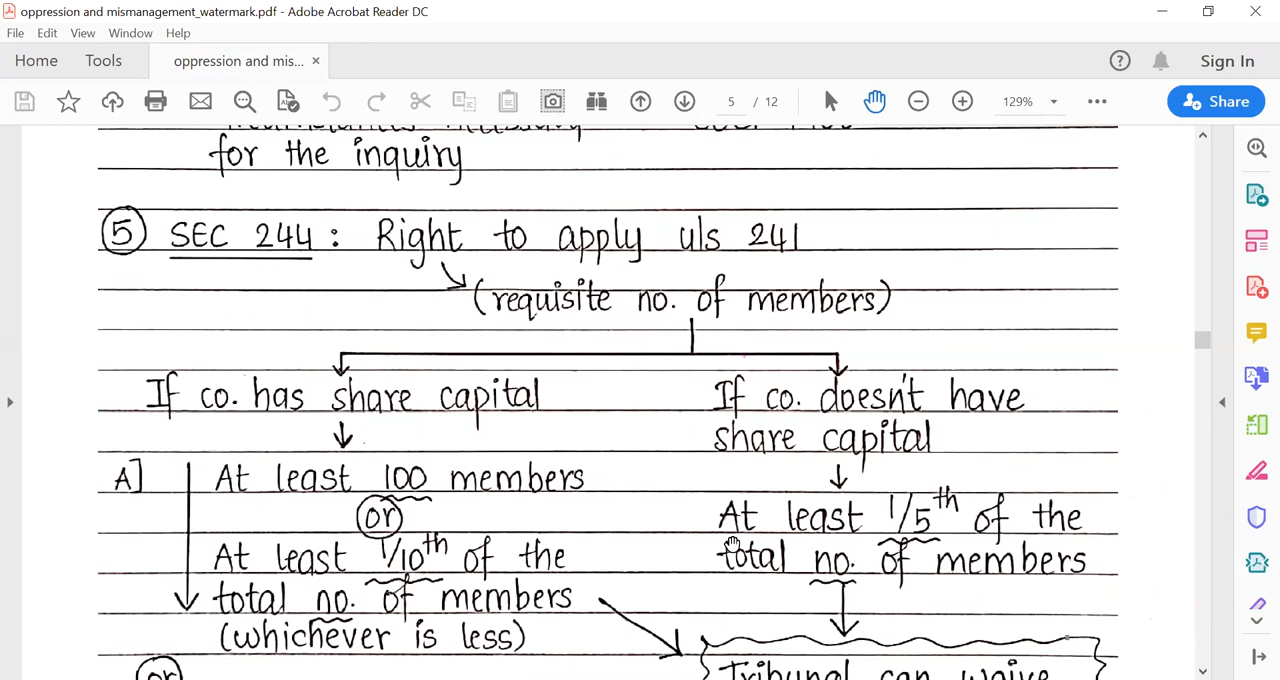 oppression and mismanagement_watermark.pdf - Adobe Acrobat Reader DC
File Edit View Window Help
Home Tools oppression and mis... × Sign In
5 / 12 129% Share
for the inquiry
5 SEC 244 : Right to apply u/s 241
(requisite no. of members)
If co. has share capital
If co. doesn't have
share capital
A] At least 100 members
(or)
At least 1/10th of the
total no. of members
(whichever is less)
At least 1/5th of the
total no. of members
(or)
Tribunal can waive